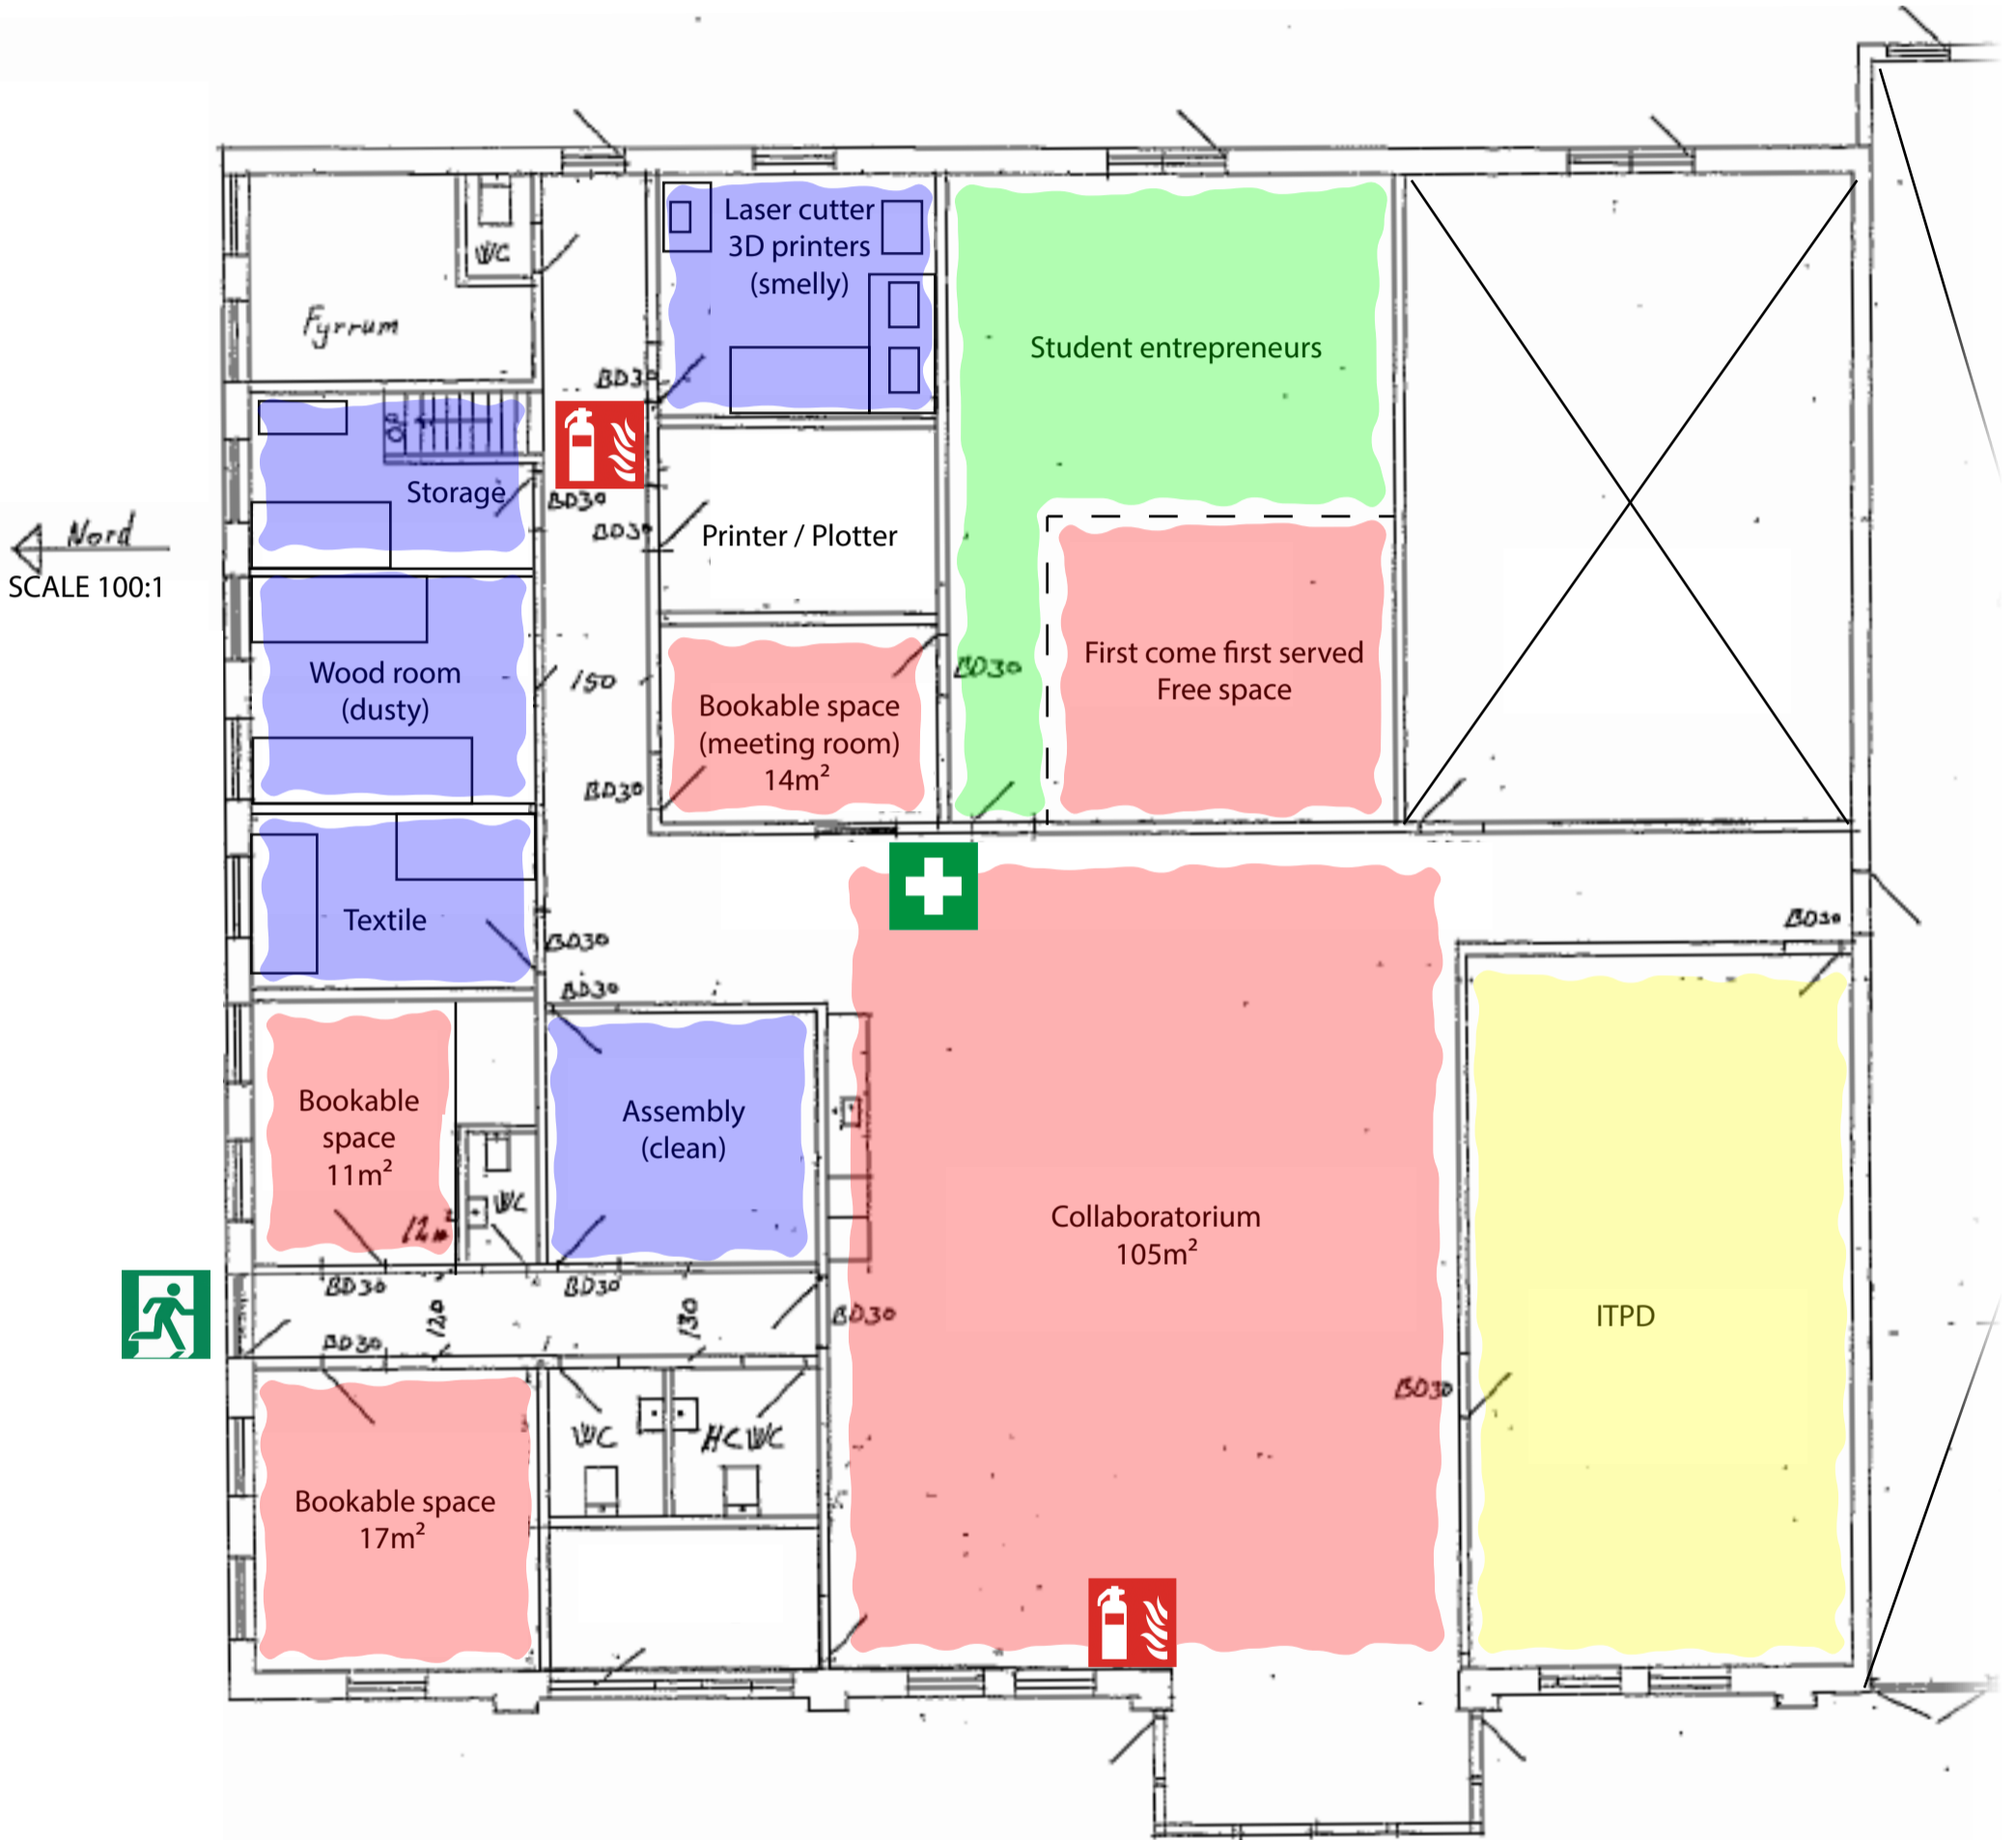 Laser cutter
3D printers
(smelly)
WC
Fyrrum
Student entrepreneurs
BD30
OP
Storage
BD30
BD30
Nord
SCALE 100:1
Printer / Plotter
Wood room
(dusty)
150
BD30
First come first served
Free space
Bookable space
(meeting room)
14m²
BD30
Textile
BD30
BD30
BD30
Bookable
space
11m²
12m²
WC
Assembly
(clean)
Collaboratorium
105m²
BD30
BD30
120
130
BD30
BD30
ITPD
BD30
WC
HCWC
Bookable space
17m²